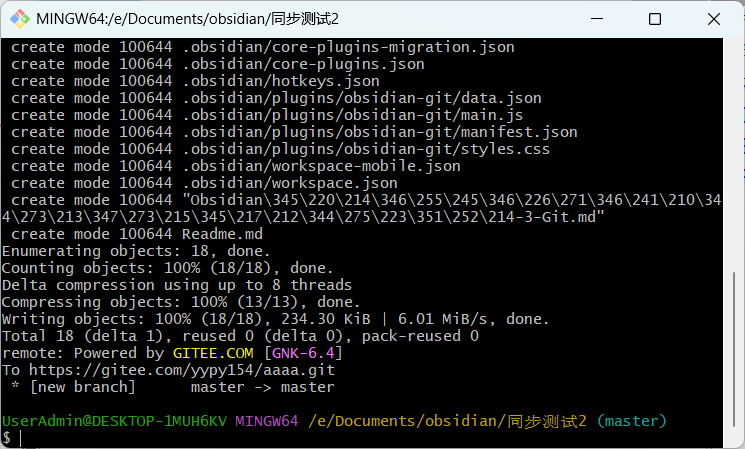 MINGW64:/e/Documents/obsidian/同步测试2
create mode 100644 .obsidian/core-plugins-migration.json
create mode 100644 .obsidian/core-plugins.json
create mode 100644 .obsidian/hotkeys.json
create mode 100644 .obsidian/plugins/obsidian-git/data.json
create mode 100644 .obsidian/plugins/obsidian-git/main.js
create mode 100644 .obsidian/plugins/obsidian-git/manifest.json
create mode 100644 .obsidian/plugins/obsidian-git/styles.css
create mode 100644 .obsidian/workspace-mobile.json
create mode 100644 .obsidian/workspace.json
create mode 100644 "Obsidian\345\220\214\346\255\245\346\226\271\346\241\210\34
4\273\213\347\273\215\345\217\212\344\275\223\351\252\214-3-Git.md"
create mode 100644 Readme.md
Enumerating objects: 18, done.
Counting objects: 100% (18/18), done.
Delta compression using up to 8 threads
Compressing objects: 100% (13/13), done.
Writing objects: 100% (18/18), 234.30 KiB | 6.01 MiB/s, done.
Total 18 (delta 1), reused 0 (delta 0), pack-reused 0
remote: Powered by GITEE.COM [GNK-6.4]
To https://gitee.com/yypy154/aaaa.git
* [new branch]      master -> master
UserAdmin@DESKTOP-1MUH6KV MINGW64 /e/Documents/obsidian/同步测试2 (master)
$